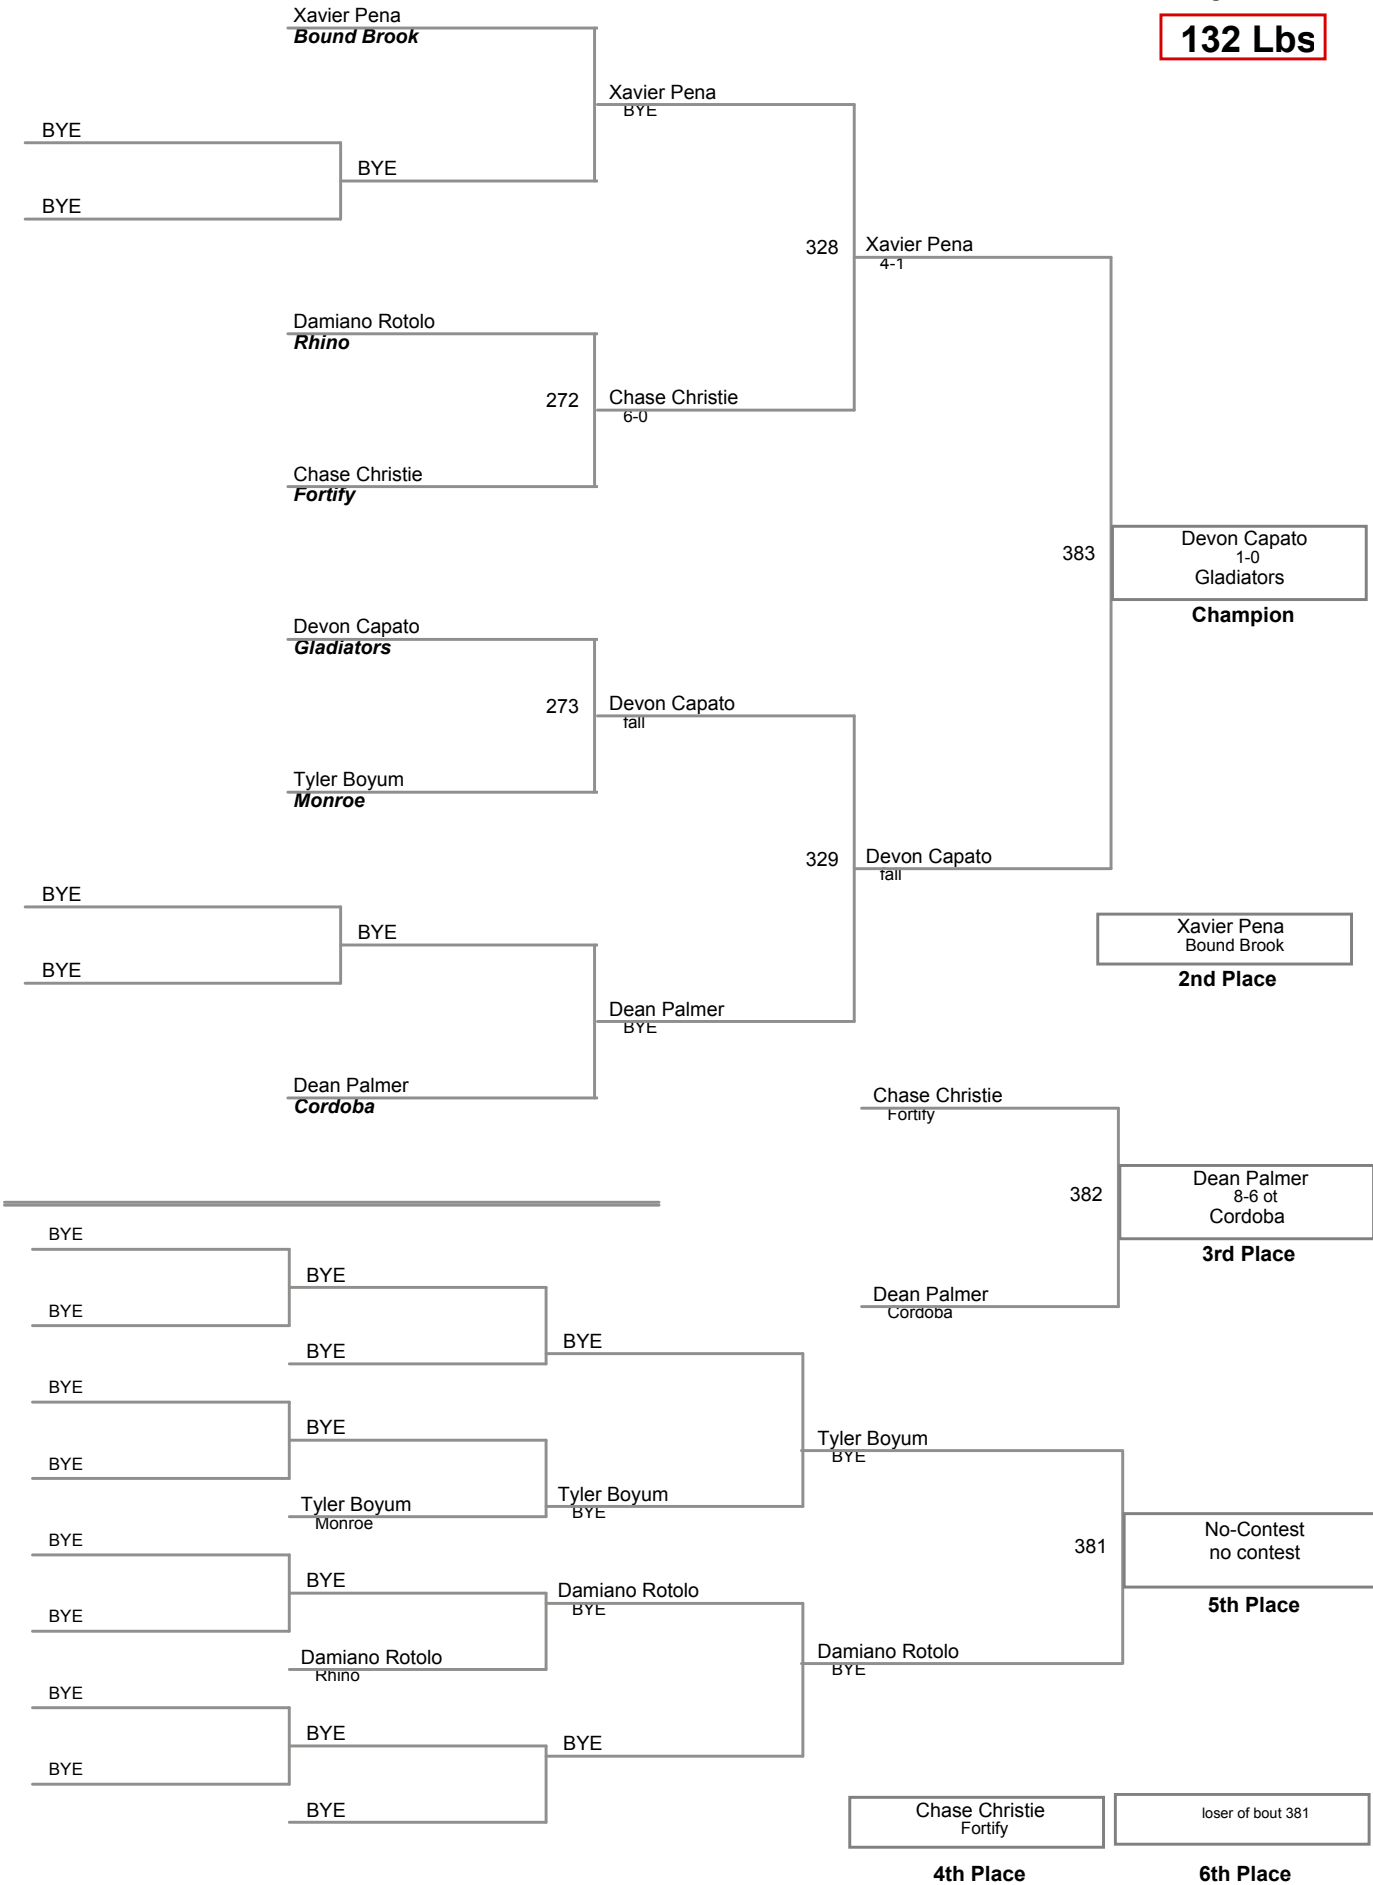 132 Lbs
Xavier Pena
Bound Brook
Xavier Pena
BYE
BYE
BYE
BYE
328
Xavier Pena
4-1
Damiano Rotolo
Rhino
272
Chase Christie
6-0
Chase Christie
Fortify
383
Devon Capato
1-0
Gladiators
Champion
Devon Capato
Gladiators
273
Devon Capato
fall
Tyler Boyum
Monroe
329
Devon Capato
fall
BYE
BYE
BYE
Xavier Pena
Bound Brook
2nd Place
Dean Palmer
BYE
Dean Palmer
Cordoba
Chase Christie
Fortify
382
Dean Palmer
8-6 ot
Cordoba
3rd Place
Dean Palmer
Cordoba
BYE
BYE
BYE
BYE
BYE
BYE
BYE
BYE
Tyler Boyum
Monroe
Tyler Boyum
BYE
Tyler Boyum
BYE
381
No-Contest
no contest
5th Place
BYE
BYE
BYE
Damiano Rotolo
BYE
Damiano Rotolo
Rhino
Damiano Rotolo
BYE
BYE
BYE
BYE
BYE
BYE
Chase Christie
Fortify
4th Place
loser of bout 381
6th Place